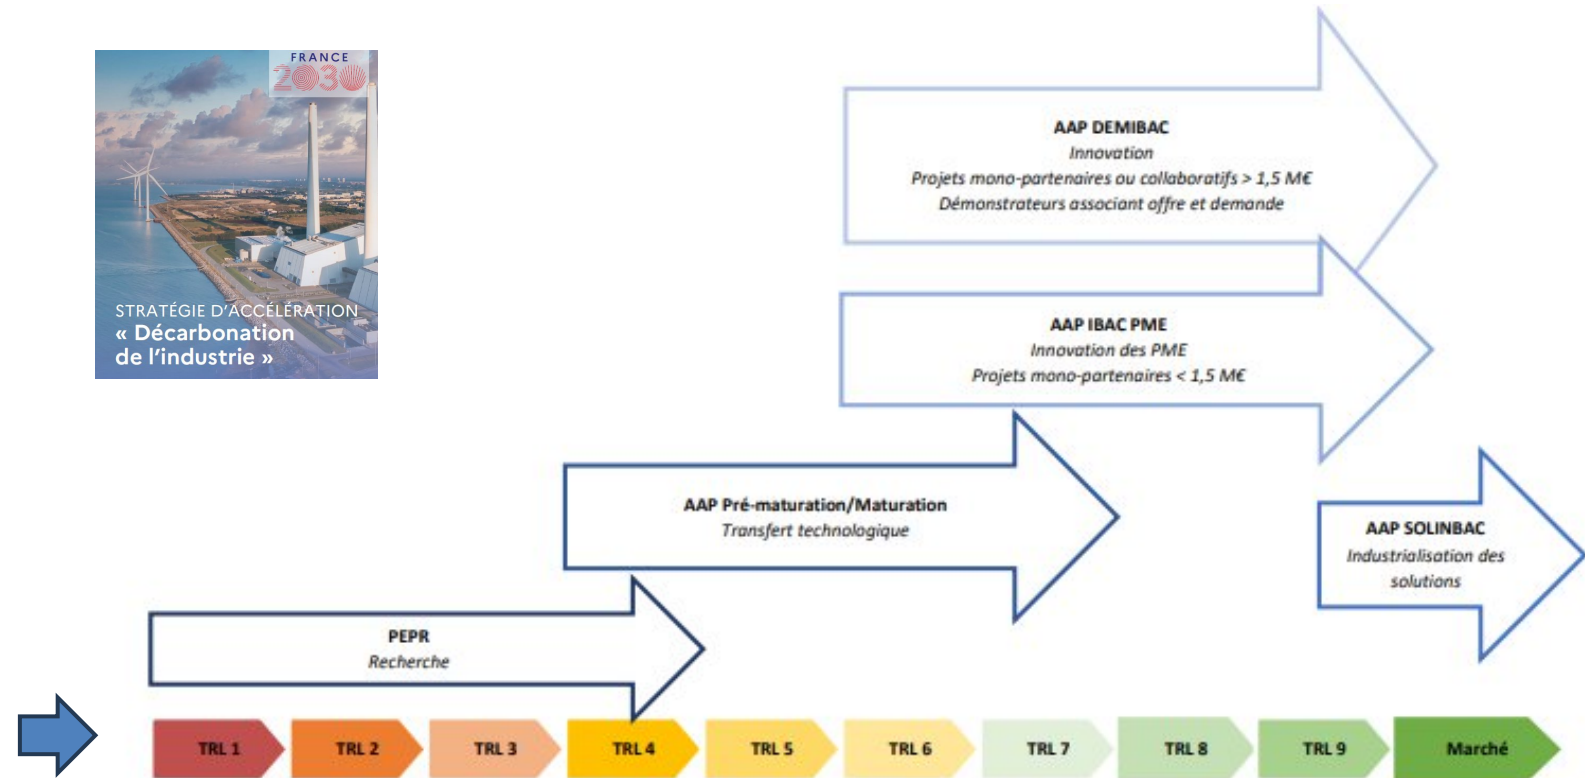 FRANCE
2030
STRATÉGIE D'ACCÉLÉRATION
« Décarbonation
de l'industrie »
AAP DEMIBAC
Innovation
Projets mono-partenaires ou collaboratifs > 1,5 M€
Démonstrateurs associant offre et demande
AAP IBAC PME
Innovation des PME
Projets mono-partenaires < 1,5 M€
AAP Pré-maturation/Maturation
Transfert technologique
AAP SOLINBAC
Industrialisation des
solutions
PEPR
Recherche
TRL 1 TRL 2 TRL 3 TRL 4 TRL 5 TRL 6 TRL 7 TRL 8 TRL 9 Marché